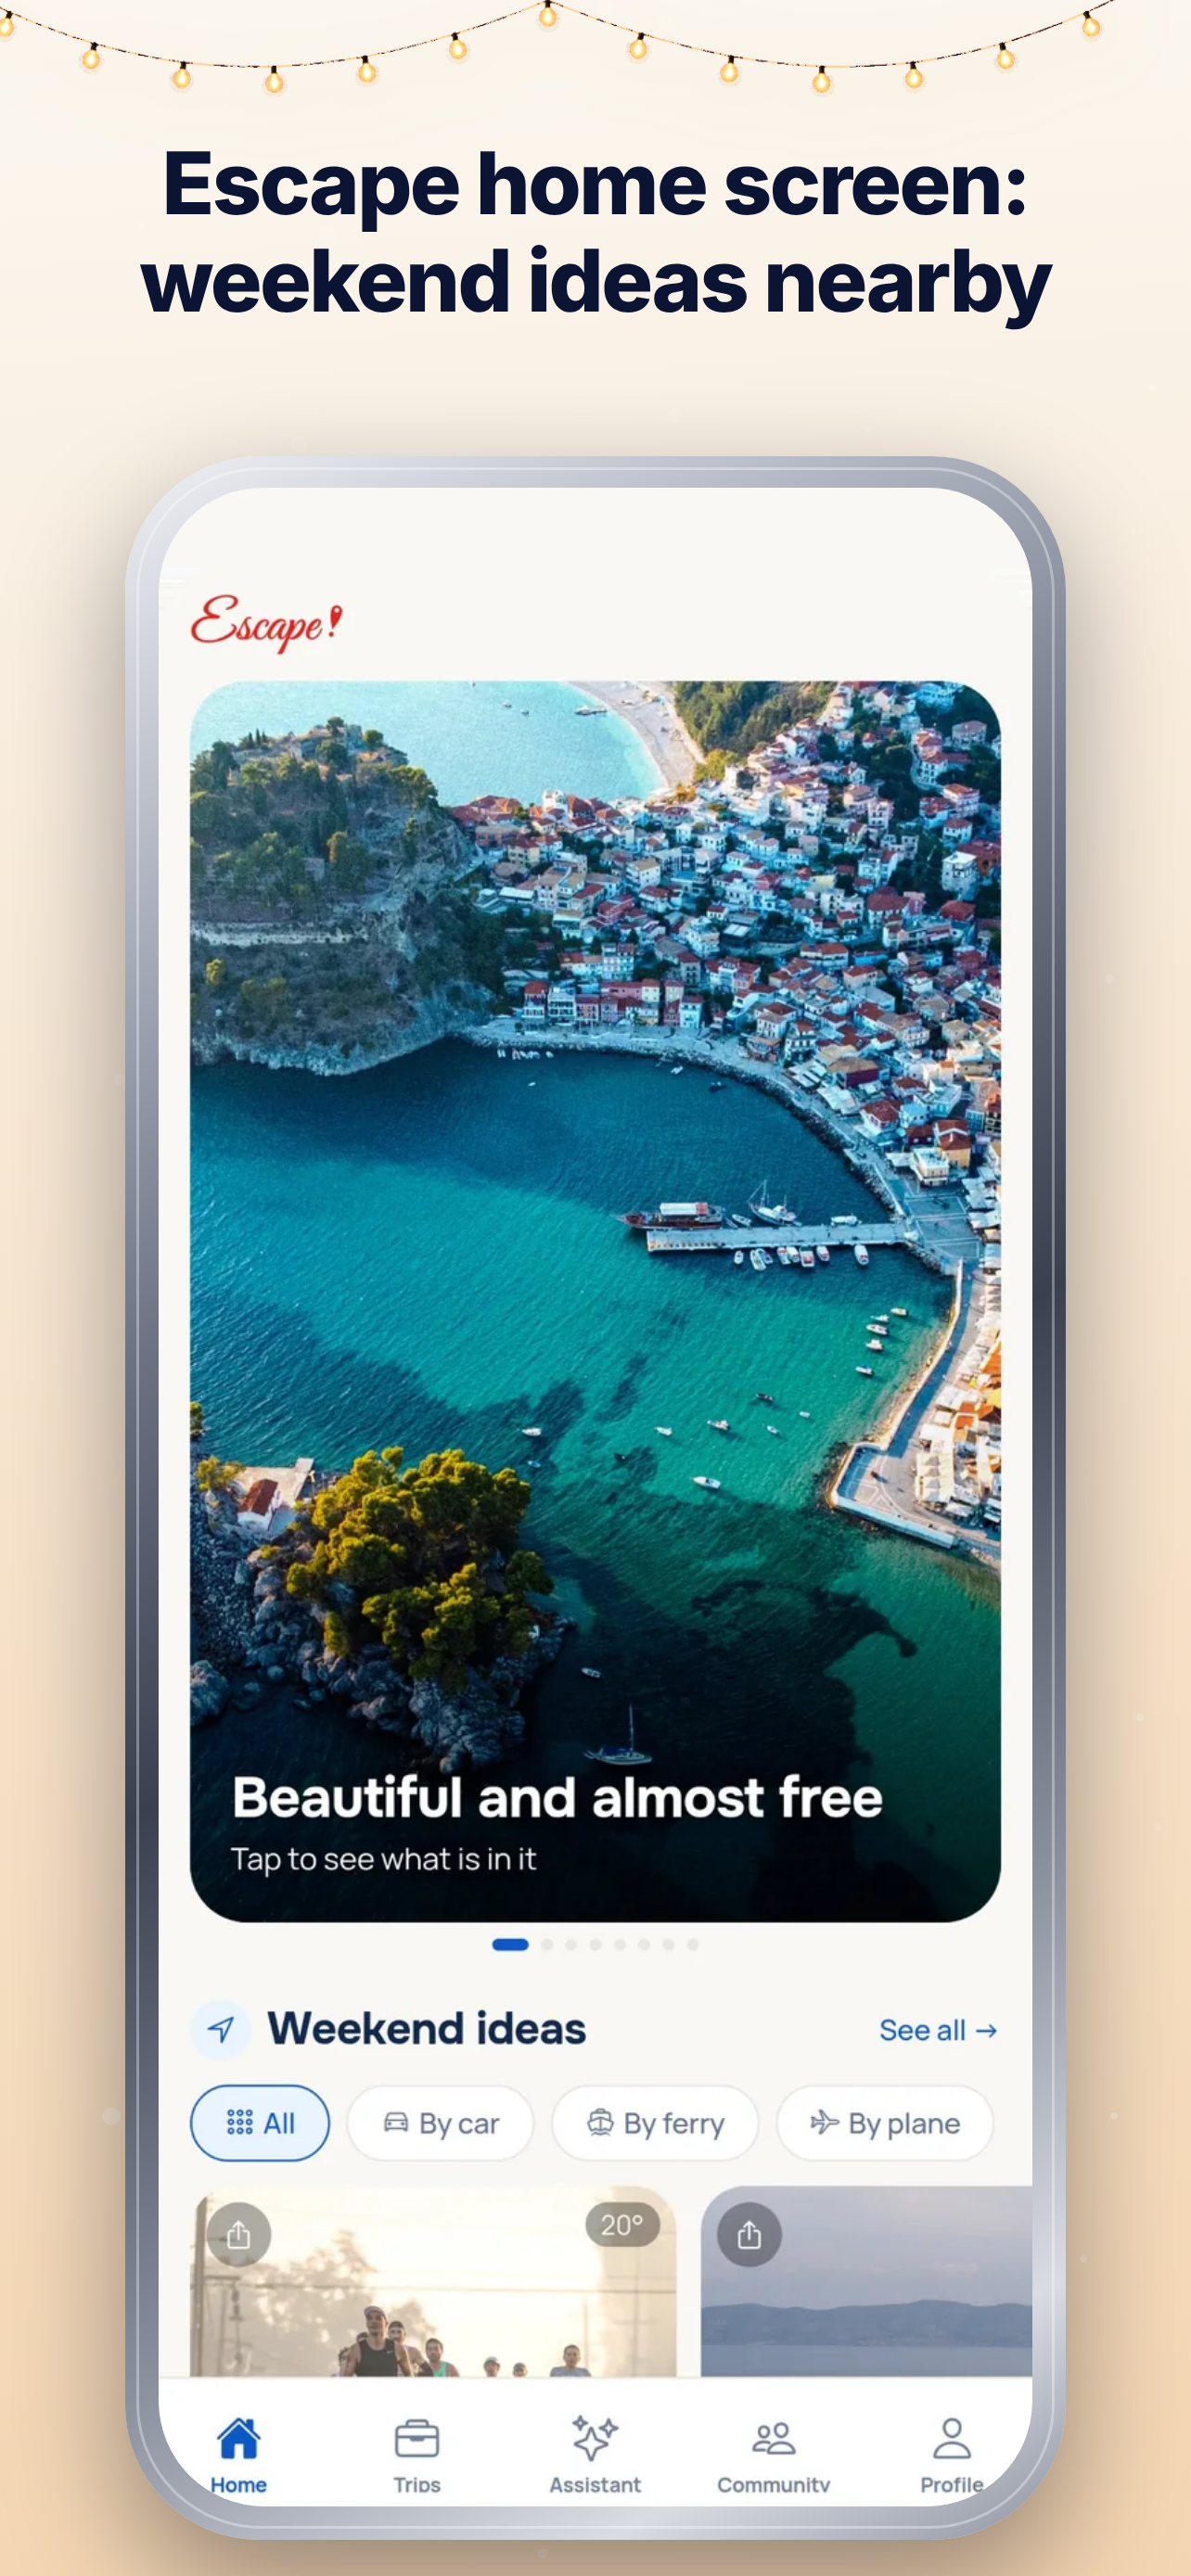 Escape home screen:
weekend ideas nearby
Escape!
Beautiful and almost free
Tap to see what is in it
Weekend ideas
See all →
All
By car
By ferry
By plane
20°
Home
Trips
Assistant
Community
Profile